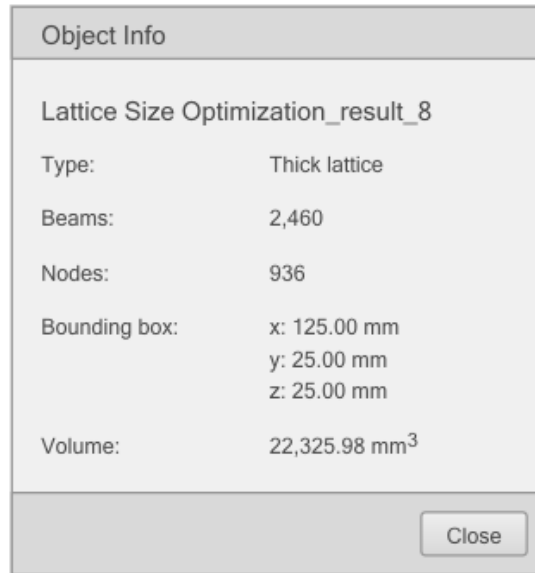 Object Info
Lattice Size Optimization_result_8
Type: Thick lattice
Beams: 2,460
Nodes: 936
Bounding box: x: 125.00 mm
y: 25.00 mm
z: 25.00 mm
Volume: 22,325.98 mm³
Close